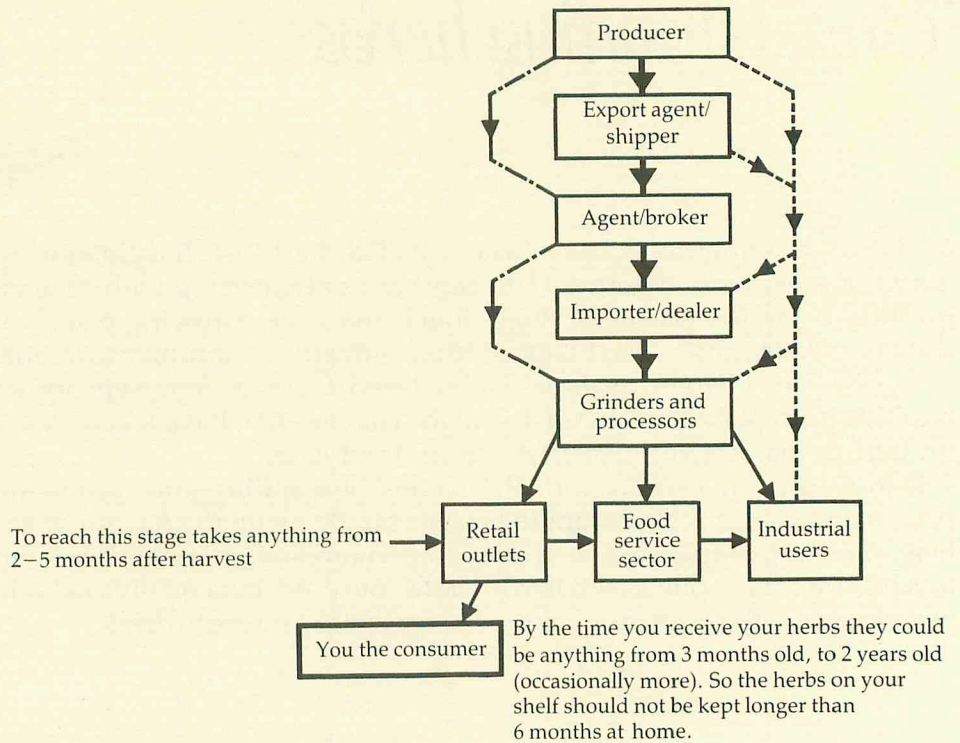 Producer
Export agent/
shipper
Agent/broker
Importer/dealer
Grinders and
processors
To reach this stage takes anything from
2–5 months after harvest
Retail
outlets
Food
service
sector
Industrial
users
You the consumer
By the time you receive your herbs they could
be anything from 3 months old, to 2 years old
(occasionally more). So the herbs on your
shelf should not be kept longer than
6 months at home.